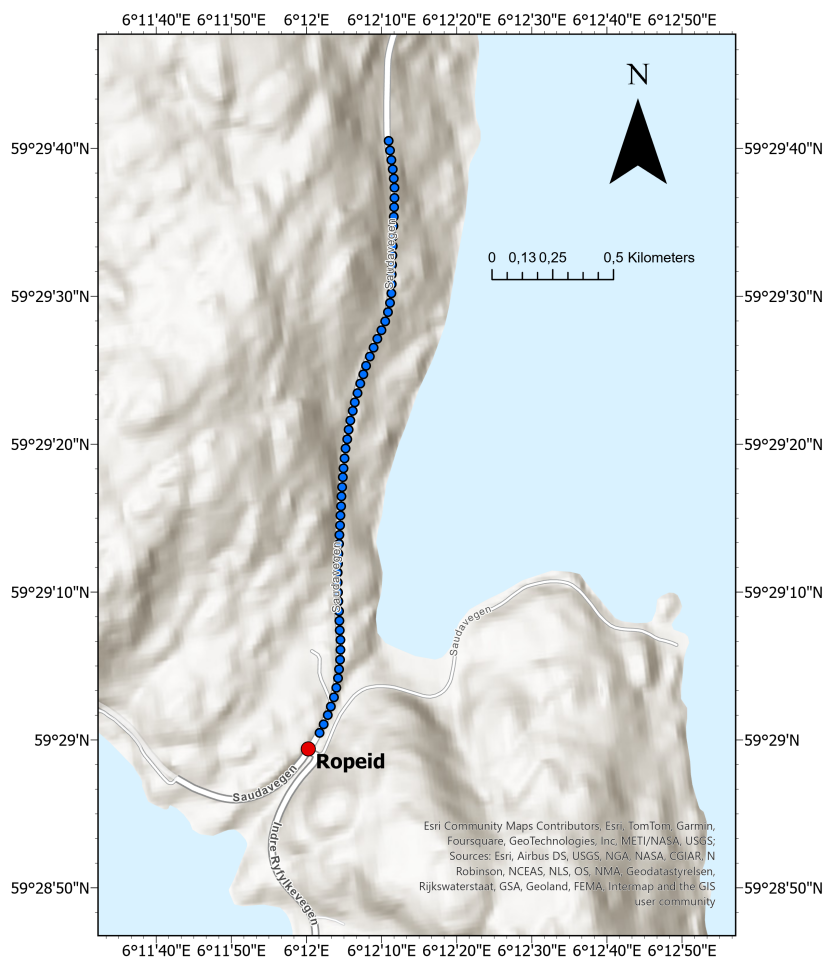 6°11'40"E 6°11'50"E 6°12'E 6°12'10"E 6°12'20"E 6°12'30"E 6°12'40"E 6°12'50"E
N
59°29'40"N 59°29'40"N
Saudavegen
0 0,13 0,25 0,5 Kilometers
59°29'30"N 59°29'30"N
59°29'20"N 59°29'20"N
Saudavegen
59°29'10"N 59°29'10"N
Saudavegen
59°29'N 59°29'N
Ropeid
Saudavegen
Indre Ryfylkevegen
Esri Community Maps Contributors, Esri, TomTom, Garmin,
Foursquare, GeoTechnologies, Inc, METI/NASA, USGS;
Sources: Esri, Airbus DS, USGS, NGA, NASA, CGIAR, N
Robinson, NCEAS, NLS, OS, NMA, Geodatastyrelsen,
Rijkswaterstaat, GSA, Geoland, FEMA, Intermap and the GIS
user community
59°28'50"N 59°28'50"N
6°11'40"E 6°11'50"E 6°12'E 6°12'10"E 6°12'20"E 6°12'30"E 6°12'40"E 6°12'50"E